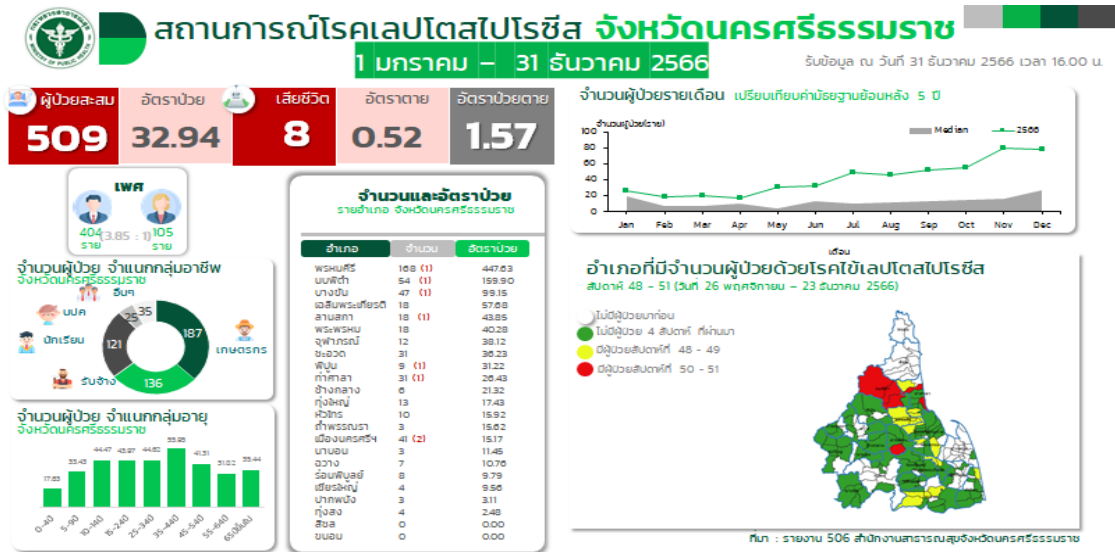 สถานการณ์โรคเลปโตสไปโรซีส จังหวัดนครศรีธรรมราช
1 มกราคม – 31 ธันวาคม 2566
รับข้อมูล ณ วันที่ 31 ธันวาคม 2566 เวลา 16.00 น.
ผู้ป่วยสะสม อัตราป่วย เสียชีวิต อัตราตาย อัตราป่วยตาย
509 32.94 8 0.52 1.57
เพศ
404 (3.85 : 1) 105
ราย ราย
จำนวนผู้ป่วย จำแนกกลุ่มอาชีพ
จังหวัดนครศรีธรรมราช
อื่นๆ
นปค
นักเรียน
รับจ้าง
เกษตรกร
187
136
121
25
35
จำนวนผู้ป่วย จำแนกกลุ่มอายุ
จังหวัดนครศรีธรรมราช
17.83 33.43 44.47 43.97 44.82 41.31 31.02 33.44
จำนวนและอัตราป่วย
รายอำเภอ จังหวัดนครศรีธรรมราช
อำเภอ จำนวน อัตราป่วย
พรหมคีรี 168 (1) 447.63
นบพิตำ 54 (1) 159.90
บางขัน 47 (1) 99.15
เฉลิมพระเกียรติ 18 57.68
ลานสกา 18 (1) 43.85
พระพรหม 18 40.28
จุฬาภรณ์ 12 38.12
ชะอวด 31 36.23
พิปูน 9 (1) 31.22
ท่าศาลา 31 (1) 26.43
ช้างกลาง 6 21.32
ทุ่งใหญ่ 13 17.43
หัวไทร 10 15.92
ถ้ำพรรณรา 3 15.62
เมืองนครศรีฯ 41 (2) 15.17
นาบอน 3 11.45
ฉวาง 7 10.76
ร่อนพิบูลย์ 8 9.79
เชียรใหญ่ 4 9.56
ปากพนัง 3 3.11
ทุ่งสง 4 2.48
สิชล 0 0.00
ขนอม 0 0.00
จำนวนผู้ป่วยรายเดือน เปรียบเทียบค่ามัธยฐานย้อนหลัง 5 ปี
จำนวนผู้ป่วย(ราย)
Median 2566
100
80
60
40
20
0
Jan Feb Mar Apr May Jun Jul Aug Sep Oct Nov Dec
เดือน
อำเภอที่มีจำนวนผู้ป่วยด้วยโรคไข้เลปโตสไปโรซีส
สัปดาห์ 48 – 51 (วันที่ 26 พฤศจิกายน – 23 ธันวาคม 2566)
ไม่มีผู้ป่วยมาก่อน
ไม่มีผู้ป่วย 4 สัปดาห์ ที่ผ่านมา
มีผู้ป่วยสัปดาห์ที่ 48 - 49
มีผู้ป่วยสัปดาห์ที่ 50 - 51
ที่มา : รายงาน 506 สำนักงานสาธารณสุขจังหวัดนครศรีธรรมราช